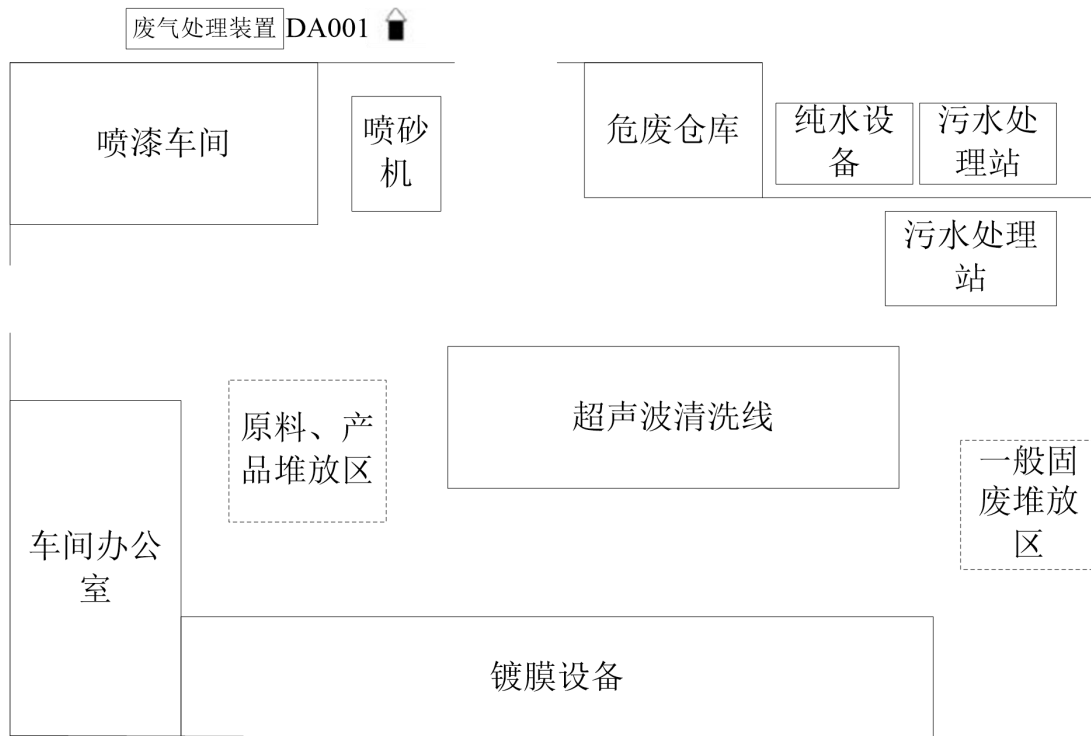 废气处理装置 DA001
喷漆车间
喷砂
机
危废仓库
纯水设
备
污水处
理站
污水处理
站
原料、产
品堆放区
超声波清洗线
一般固
废堆放
区
车间办公
室
镀膜设备